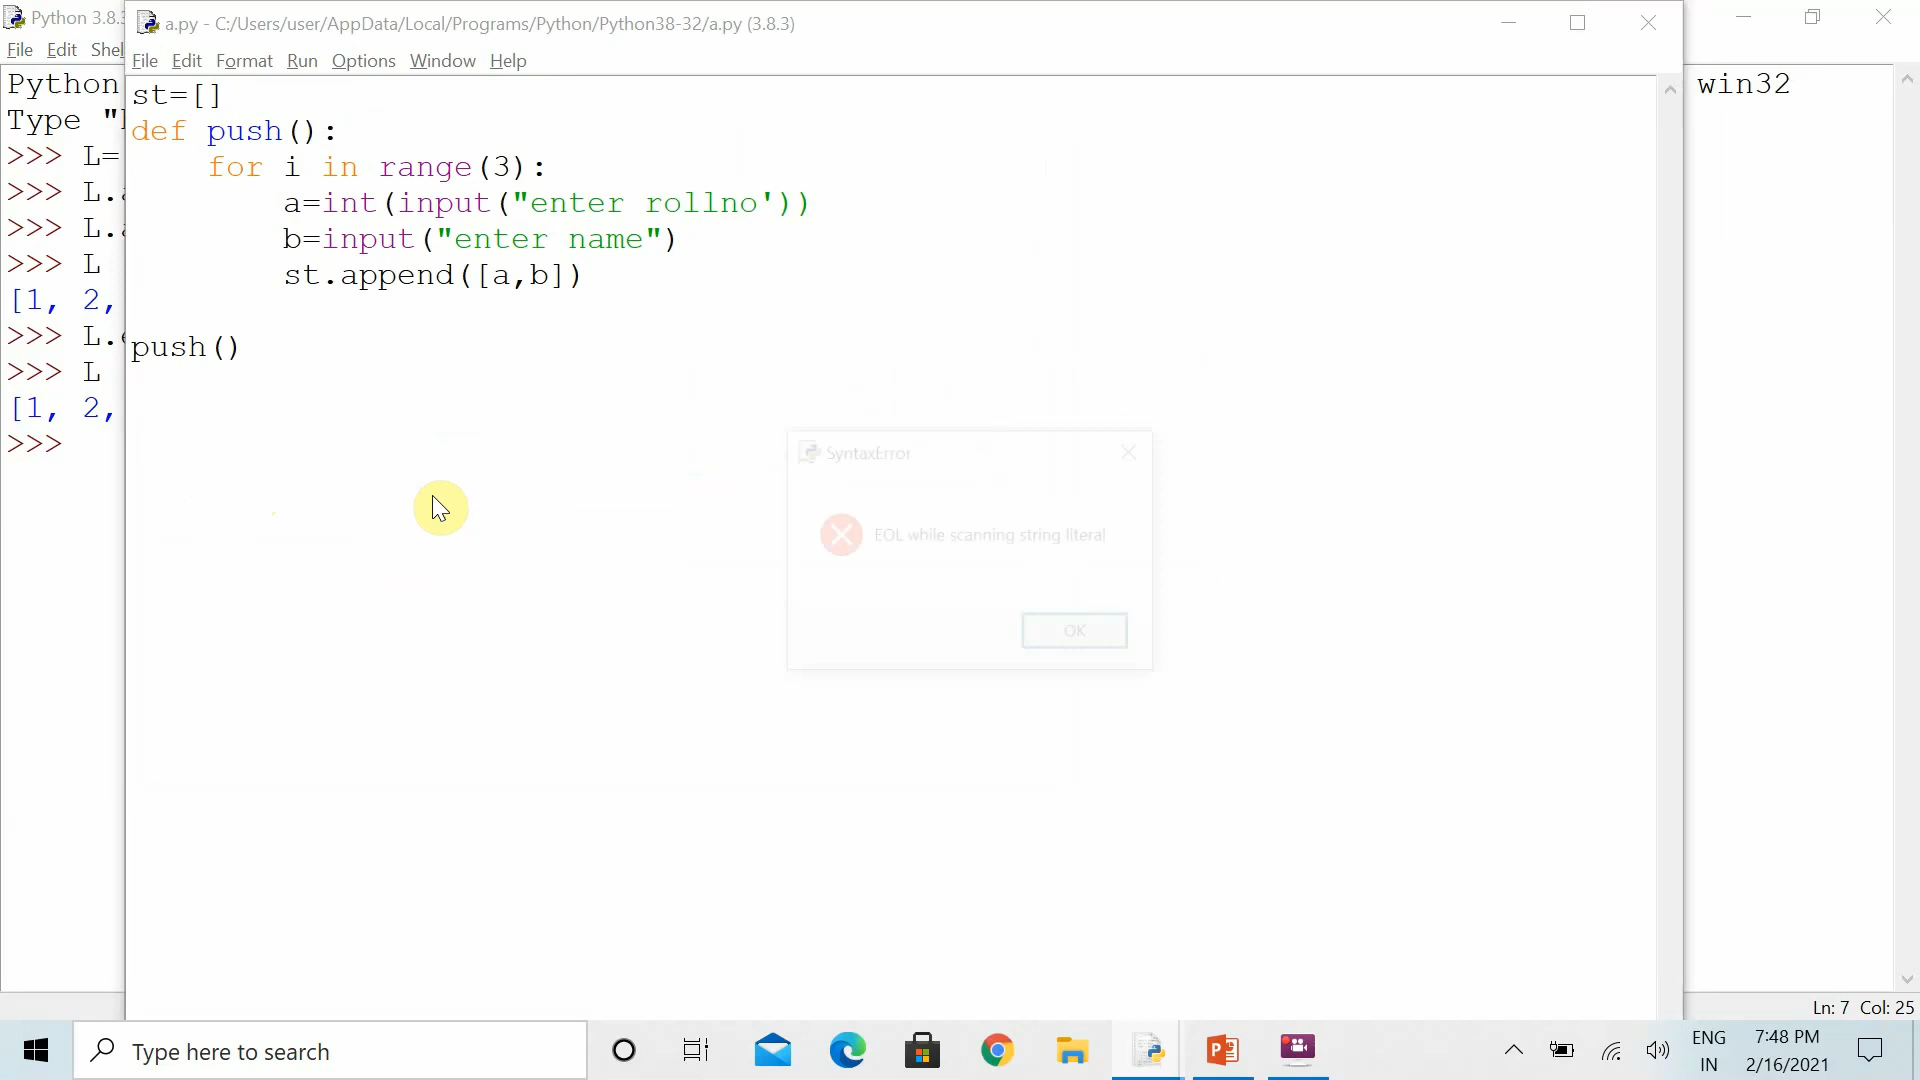 Python 3.8.3
File Edit Shel
Python
Type "
>>> L=
>>> L.a
>>> L.a
>>> L
[1, 2,
>>> L.e
>>> L
[1, 2,
>>>
a.py - C:/Users/user/AppData/Local/Programs/Python/Python38-32/a.py (3.8.3)
File Edit Format Run Options Window Help
st=[]
def push():
for i in range(3):
a=int(input("enter rollno'))
b=input("enter name")
st.append([a,b])
push()
SyntaxError
EOL while scanning string literal
OK
win32
Ln: 7 Col: 25
Type here to search
ENG
IN
7:48 PM
2/16/2021